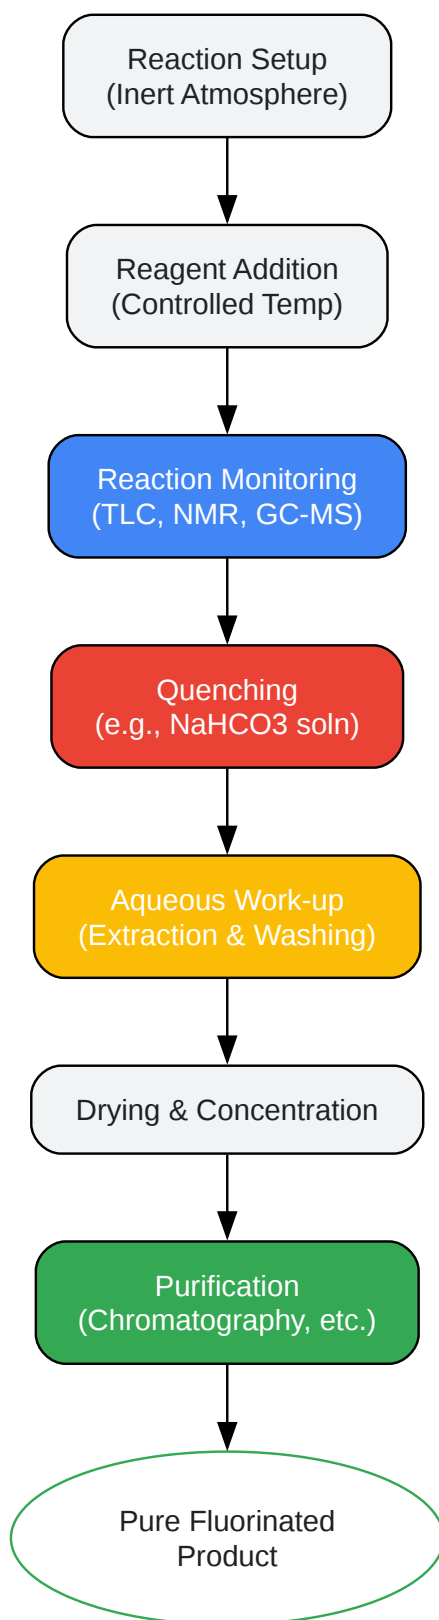 Reaction Setup
(Inert Atmosphere)
Reagent Addition
(Controlled Temp)
Reaction Monitoring
(TLC, NMR, GC-MS)
Quenching
(e.g., NaHCO3 soln)
Aqueous Work-up
(Extraction & Washing)
Drying & Concentration
Purification
(Chromatography, etc.)
Pure Fluorinated
Product